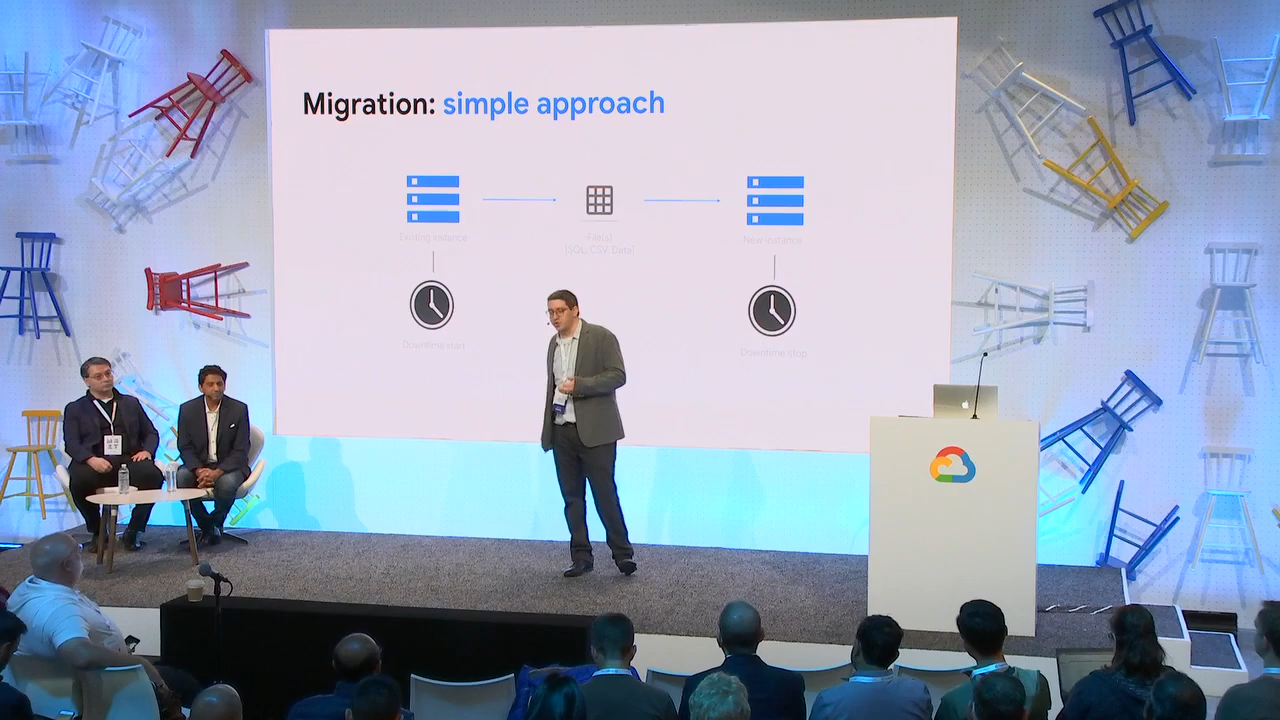 Migration: simple approach
Existing instance
File(s)
(SQL, CSV-Data)
New instance
Downtime start
Downtime stop